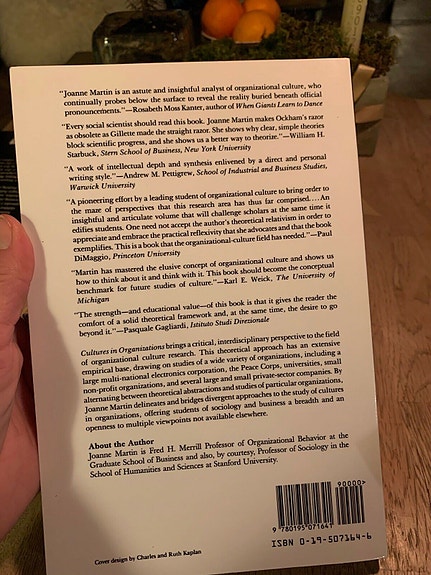 "Joanne Martin is an astute and insightful analyst of organizational culture, who
continually probes below the surface to reveal the reality buried beneath official
pronouncements."—Rosabeth Moss Kanter, author of When Giants Learn to Dance
"Every social scientist should read this book. Joanne Martin makes Ockham's razor
as obsolete as Gillette made the straight razor. She shows why clear, simple theories
block scientific progress, and she shows us a better way to theorize."—William H.
Starbuck, Stern School of Business, New York University
"A work of intellectual depth and synthesis enlivened by a direct and personal
writing style."—Andrew M. Pettigrew, School of Industrial and Business Studies,
Warwick University
"A pioneering effort by a leading student of organizational culture to bring order to
the maze of perspectives that this research area has thus far comprised. . . . An
insightful and articulate volume that will challenge scholars at the same time it
edifies students. One need not accept the author's theoretical relativism in order to
appreciate and embrace the practical reflexivity that she advocates and that the book
exemplifies. This is a book that the organizational-culture field has needed."—Paul
DiMaggio, Princeton University
"Martin has mastered the elusive concept of organizational culture and shows us
how to think about it and think with it. This book should become the conceptual
benchmark for future studies of culture."—Karl E. Weick, The University of
Michigan
"The strength—and educational value—of this book is that it gives the reader the
comfort of a solid theoretical framework and, at the same time, the desire to go
beyond it."—Pasquale Gagliardi, Istituto Studi Direzionale
Cultures in Organizations brings a critical, interdisciplinary perspective to the field
of organizational culture research. This theoretical approach has an extensive
empirical base, drawing on studies of a wide variety of organizations, including a
large multi-national electronics corporation, the Peace Corps, universities, small
non-profit organizations, and several large and small private-sector companies. By
alternating between theoretical abstractions and studies of particular organizations,
Joanne Martin delineates and bridges divergent approaches to the study of cultures
in organizations, offering students of sociology and business a breadth and an
openness to multiple viewpoints not available elsewhere.
About the Author
Joanne Martin is Fred H. Merrill Professor of Organizational Behavior at the
Graduate School of Business and also, by courtesy, Professor of Sociology in the
School of Humanities and Sciences at Stanford University.
90000>
9 780195 071641
ISBN 0-19-507164-6
Cover design by Charles and Ruth Kaplan